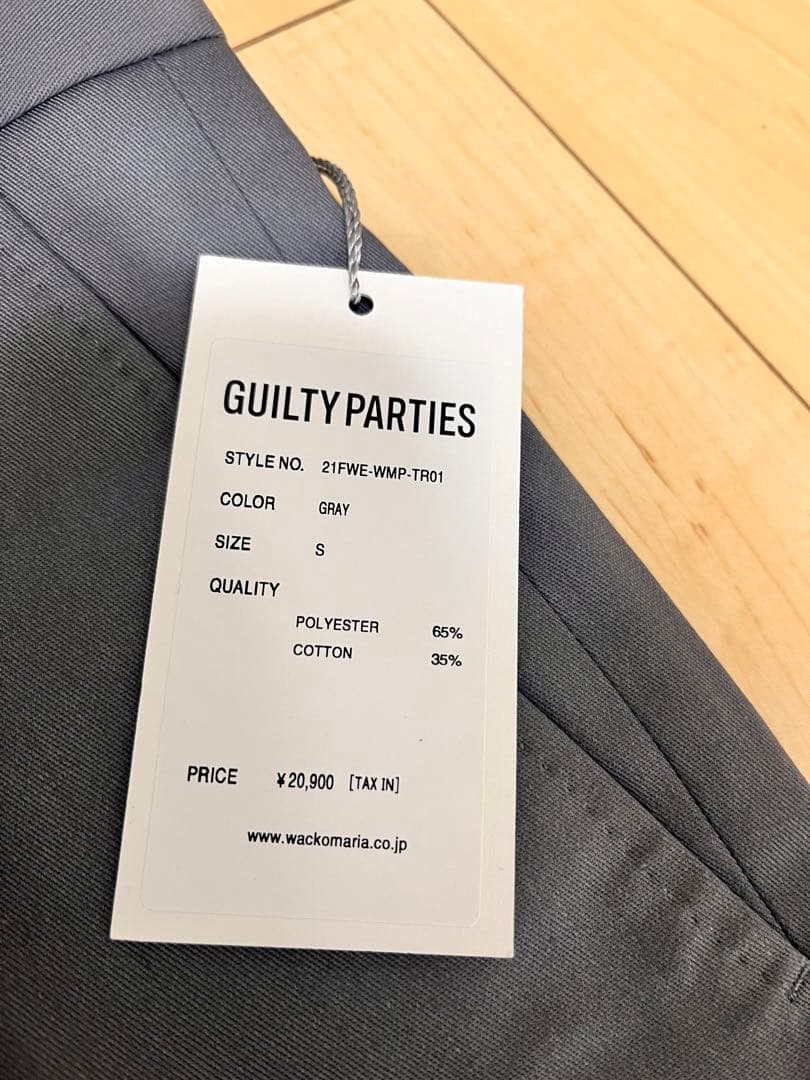 GUILTY PARTIES
STYLE NO. 21FWE-WMP-TR01
COLOR GRAY
SIZE S
QUALITY
POLYESTER 65%
COTTON 35%
PRICE ¥20,900 [TAX IN]
www.wackomaria.co.jp